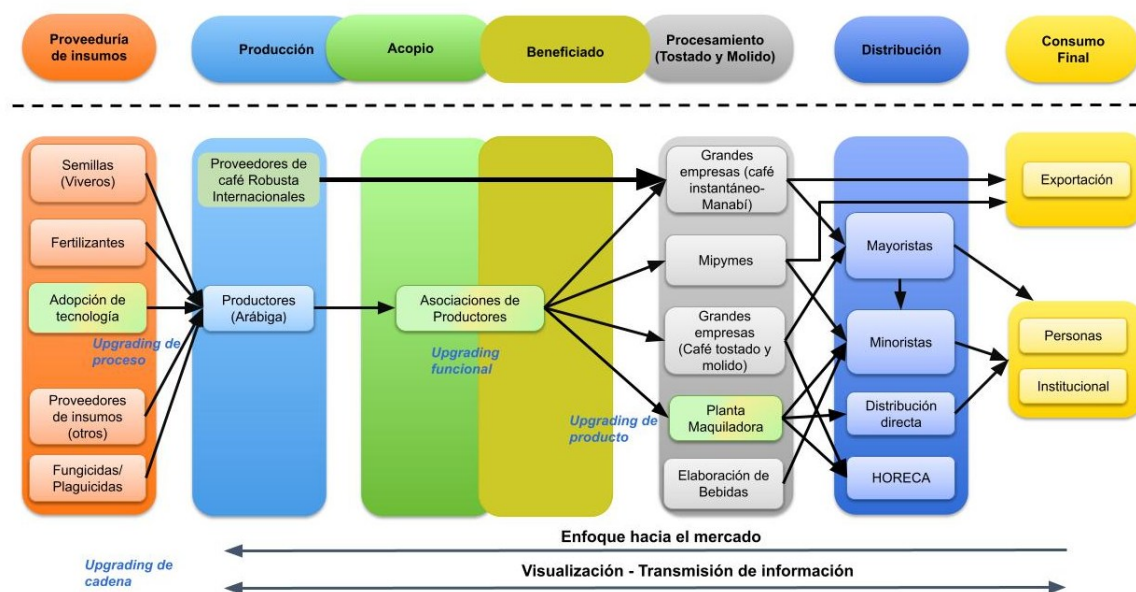 Proveeduría
de insumos
Producción
Acopio
Beneficiado
Procesamiento
(Tostado y Molido)
Distribución
Consumo
Final
Semillas
(Viveros)
Fertilizantes
Adopción de
tecnología
Upgrading de
proceso
Proveedores
de insumos
(otros)
Fungicidas/
Plaguicidas
Proveedores de
café Robusta
Internacionales
Productores
(Arábiga)
Asociaciones de
Productores
Upgrading
funcional
Grandes
empresas (café
instantáneo-
Manabí)
Mipymes
Grandes
empresas
(Café tostado y
molido)
Upgrading de
producto
Planta
Maquiladora
Elaboración de
Bebidas
Mayoristas
Minoristas
Distribución
directa
HORECA
Exportación
Personas
Institucional
Enfoque hacia el mercado
Upgrading de
cadena
Visualización - Transmisión de información